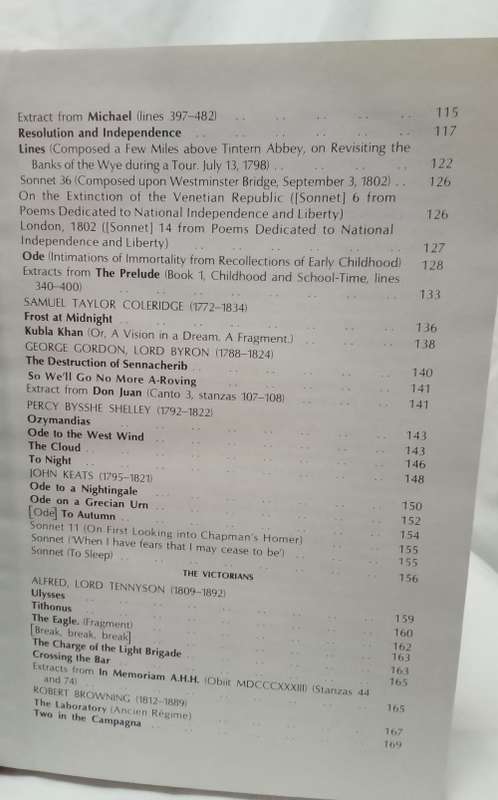 Extract from Michael (lines 397–482) .. .. .. .. .. 115
Resolution and Independence .. .. .. .. .. .. 117
Lines (Composed a Few Miles above Tintern Abbey, on Revisiting the
Banks of the Wye during a Tour. July 13, 1798) .. .. .. .. 122
Sonnet 36 (Composed upon Westminster Bridge, September 3, 1802) .. 126
On the Extinction of the Venetian Republic ([Sonnet] 6 from
Poems Dedicated to National Independence and Liberty) 126
London, 1802 ([Sonnet] 14 from Poems Dedicated to National
Independence and Liberty) .. .. .. .. .. .. 127
Ode (Intimations of Immortality from Recollections of Early Childhood) 128
Extracts from The Prelude (Book 1, Childhood and School-Time, lines
340–400) .. .. .. .. .. .. .. 133
SAMUEL TAYLOR COLERIDGE (1772–1834)
Frost at Midnight .. .. .. .. .. .. .. 136
Kubla Khan (Or, A Vision in a Dream. A Fragment.) .. .. .. 138
GEORGE GORDON, LORD BYRON (1788–1824)
The Destruction of Sennacherib .. .. .. .. .. 140
So We'll Go No More A-Roving .. .. .. .. .. 141
Extract from Don Juan (Canto 3, stanzas 107–108) .. .. .. 141
PERCY BYSSHE SHELLEY (1792–1822)
Ozymandias .. .. .. .. .. .. .. 143
Ode to the West Wind .. .. .. .. .. .. 143
The Cloud .. .. .. .. .. .. .. 146
To Night .. .. .. .. .. .. .. 148
JOHN KEATS (1795–1821)
Ode to a Nightingale .. .. .. .. .. .. 150
Ode on a Grecian Urn .. .. .. .. .. .. 152
[Ode] To Autumn .. .. .. .. .. .. .. 154
Sonnet 11 (On First Looking into Chapman's Homer) .. .. .. 155
Sonnet ('When I have fears that I may cease to be') .. .. .. 155
Sonnet (To Sleep) .. .. .. .. .. .. .. 156
THE VICTORIANS
ALFRED, LORD TENNYSON (1809–1892)
Ulysses .. .. .. .. .. .. .. 159
Tithonus .. .. .. .. .. .. .. 160
The Eagle. (Fragment) .. .. .. .. .. .. 162
[Break, break, break] .. .. .. .. .. .. 163
The Charge of the Light Brigade .. .. .. .. .. 163
Crossing the Bar .. .. .. .. .. .. .. 165
Extracts from In Memoriam A.H.H. (Obiit MDCCCXXXIII) (Stanzas 44
and 74) .. .. .. .. .. .. .. 165
ROBERT BROWNING (1812–1889)
The Laboratory (Ancien Régime) .. .. .. .. .. 167
Two in the Campagna .. .. .. .. .. .. 169